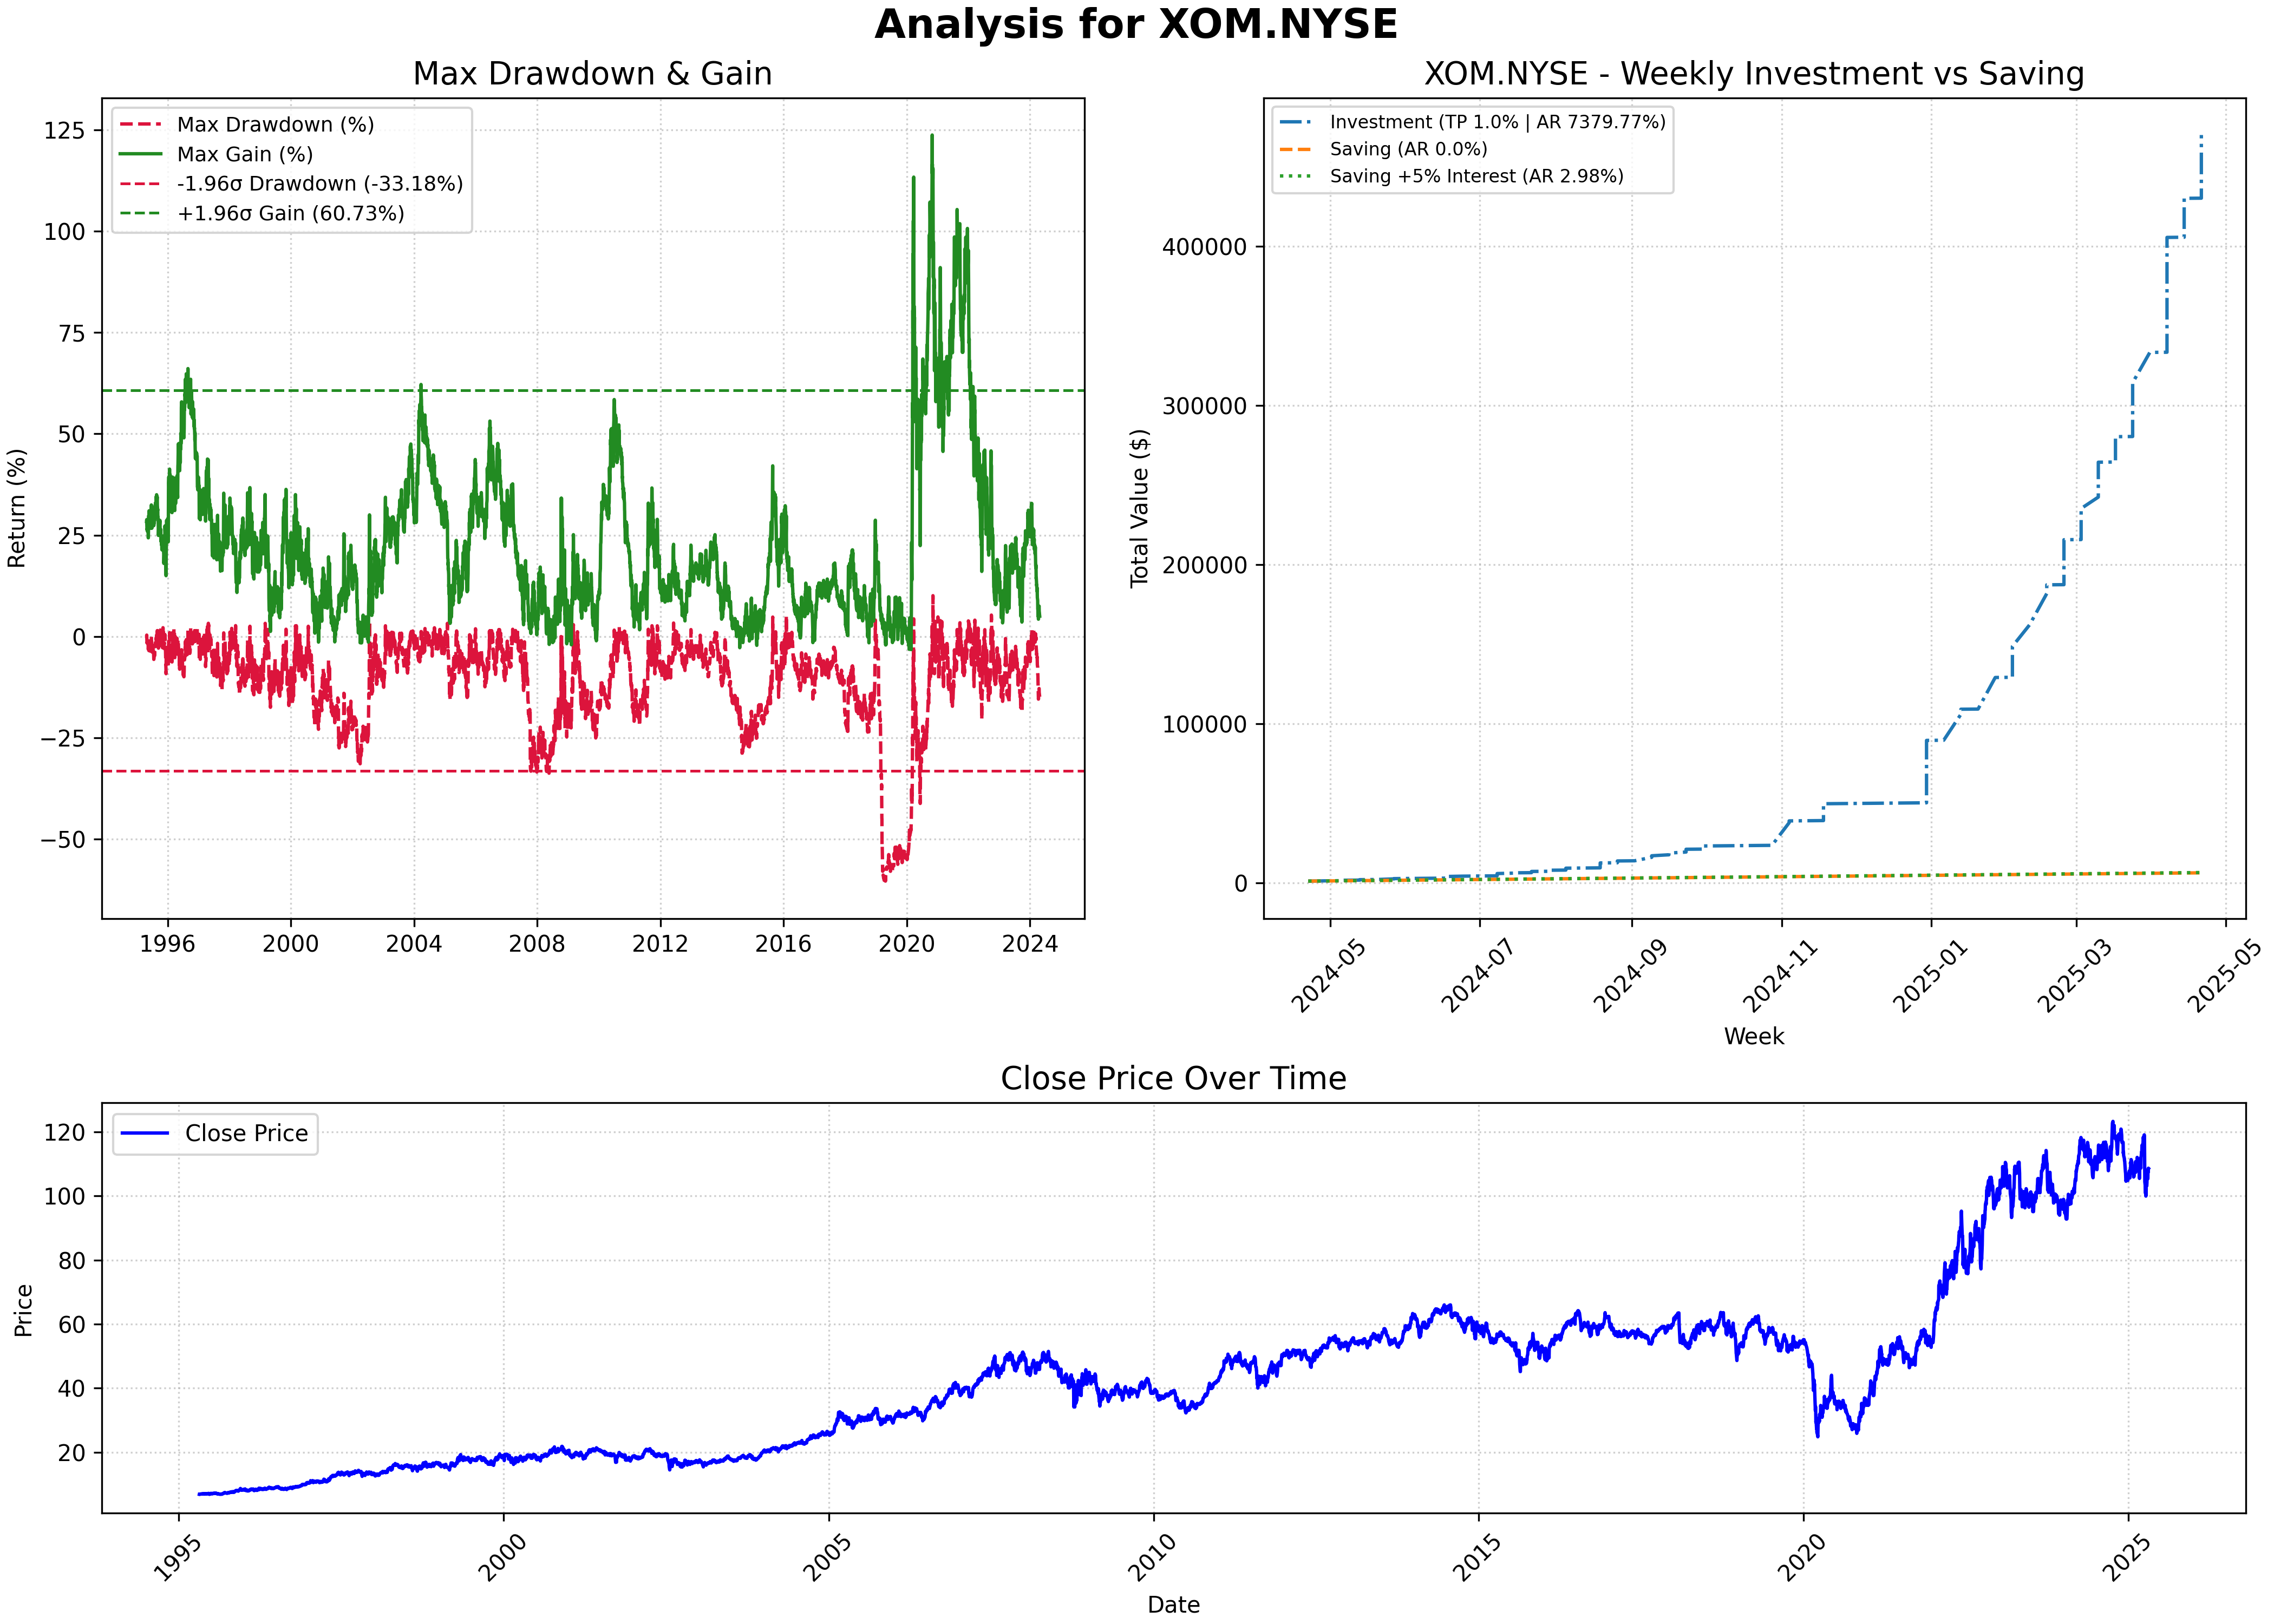 Analysis for XOM.NYSE
Max Drawdown & Gain
Max Drawdown (%)
Max Gain (%)
-1.96σ Drawdown (-33.18%)
+1.96σ Gain (60.73%)
Return (%)
125
100
75
50
25
0
−25
−50
1996
2000
2004
2008
2012
2016
2020
2024
XOM.NYSE - Weekly Investment vs Saving
Investment (TP 1.0% | AR 7379.77%)
Saving (AR 0.0%)
Saving +5% Interest (AR 2.98%)
Total Value ($)
400000
300000
200000
100000
0
2024-05
2024-07
2024-09
2024-11
2025-01
2025-03
2025-05
Week
Close Price Over Time
Close Price
Price
120
100
80
60
40
20
1995
2000
2005
2010
2015
2020
2025
Date